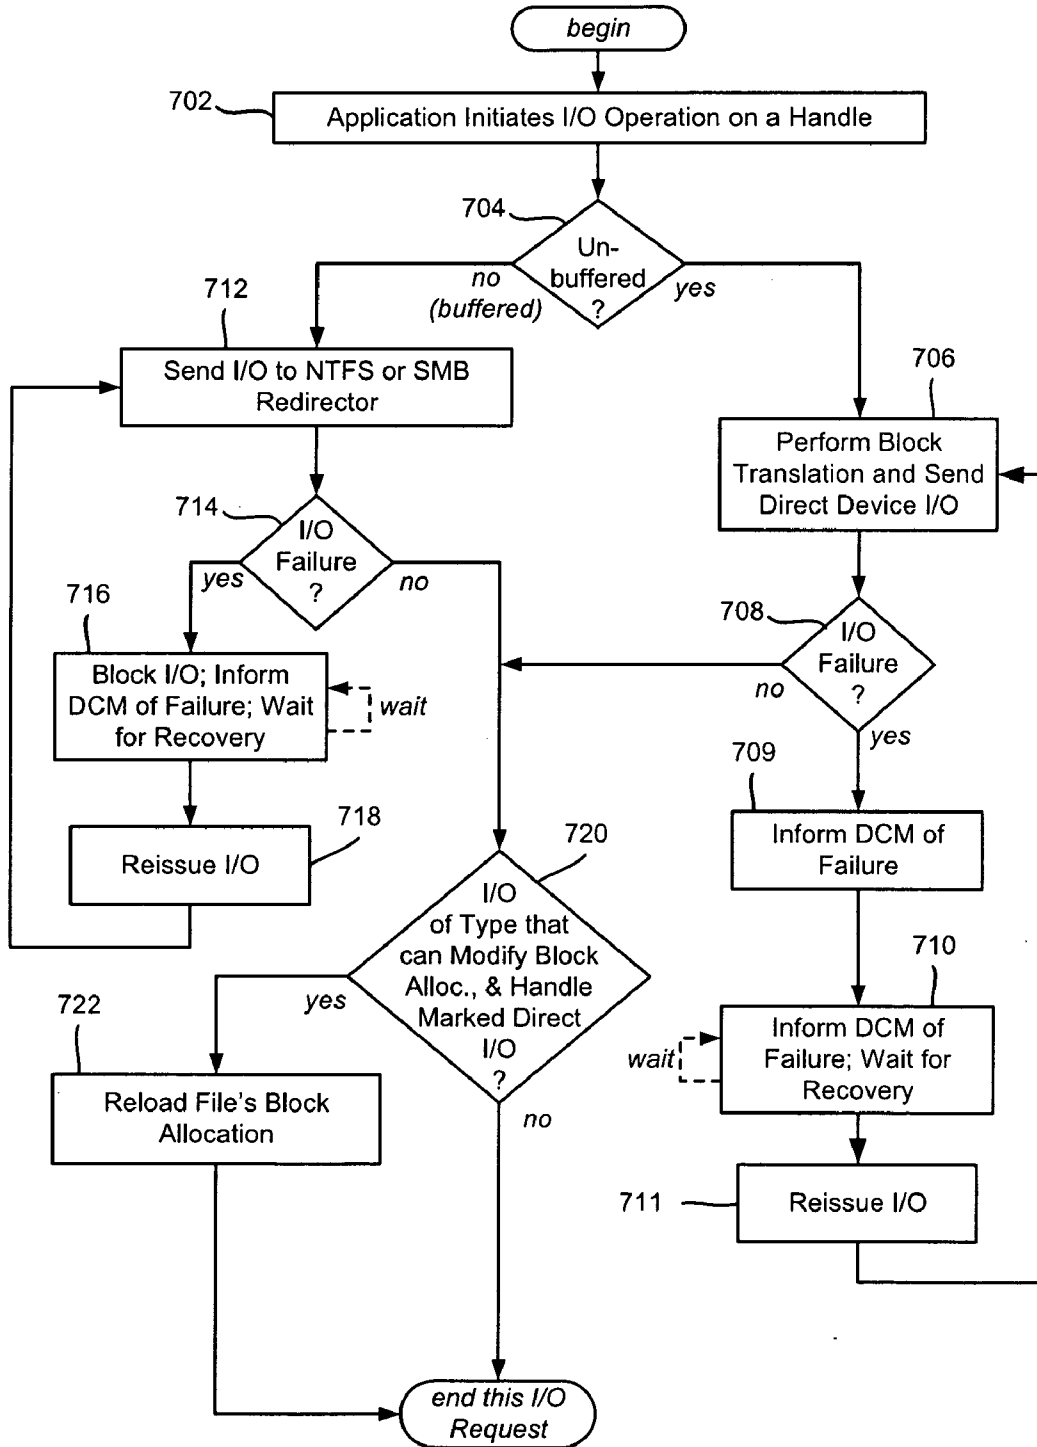 begin
702
Application Initiates I/O Operation on a Handle
704
Un-
buffered
?
no
(buffered)
yes
712
Send I/O to NTFS or SMB
Redirector
706
Perform Block
Translation and Send
Direct Device I/O
714
I/O
Failure
?
yes
no
708
I/O
Failure
?
no
yes
716
Block I/O; Inform
DCM of Failure; Wait
for Recovery
wait
709
Inform DCM of
Failure
718
Reissue I/O
720
I/O
of Type that
can Modify Block
Alloc., & Handle
Marked Direct
I/O
?
yes
no
710
Inform DCM of
Failure; Wait for
Recovery
wait
722
Reload File's Block
Allocation
711
Reissue I/O
end this I/O
Request